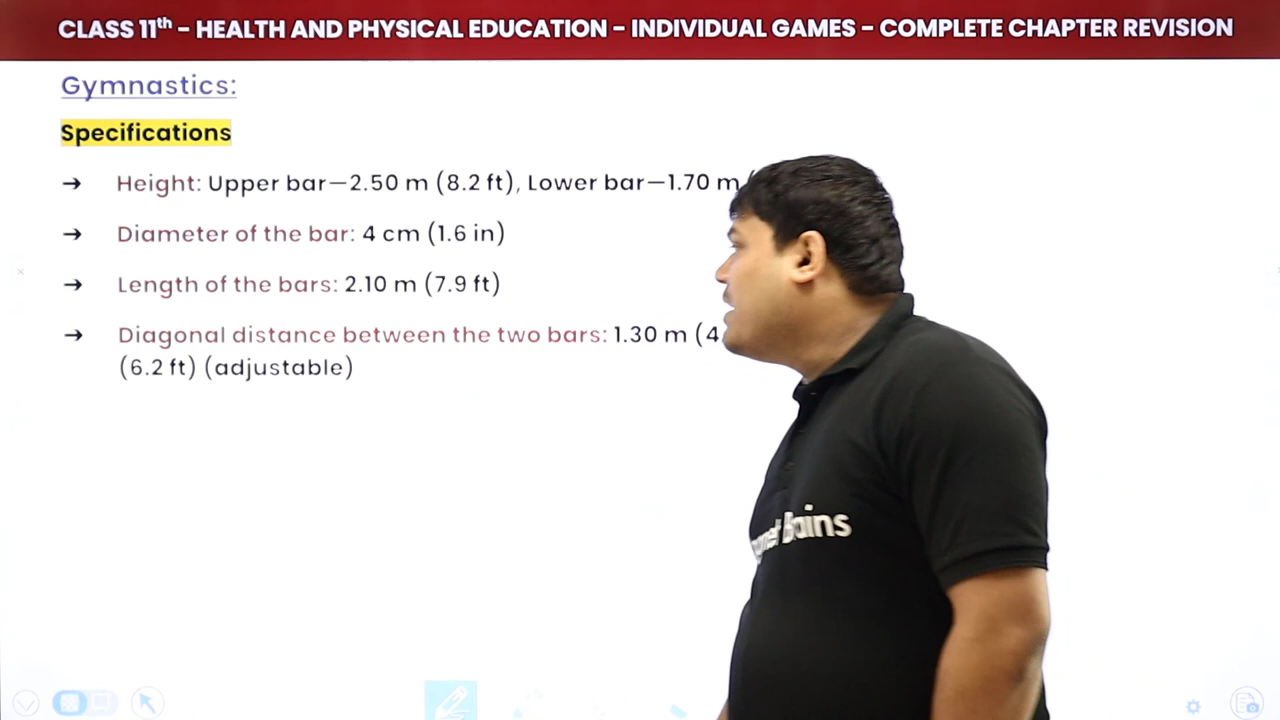 CLASS 11th – HEALTH AND PHYSICAL EDUCATION – INDIVIDUAL GAMES – COMPLETE CHAPTER REVISION
Gymnastics:
Specifications
→ Height: Upper bar—2.50 m (8.2 ft), Lower bar—1.70 m
→ Diameter of the bar: 4 cm (1.6 in)
→ Length of the bars: 2.10 m (7.9 ft)
→ Diagonal distance between the two bars: 1.30 m (4
(6.2 ft) (adjustable)
Brains